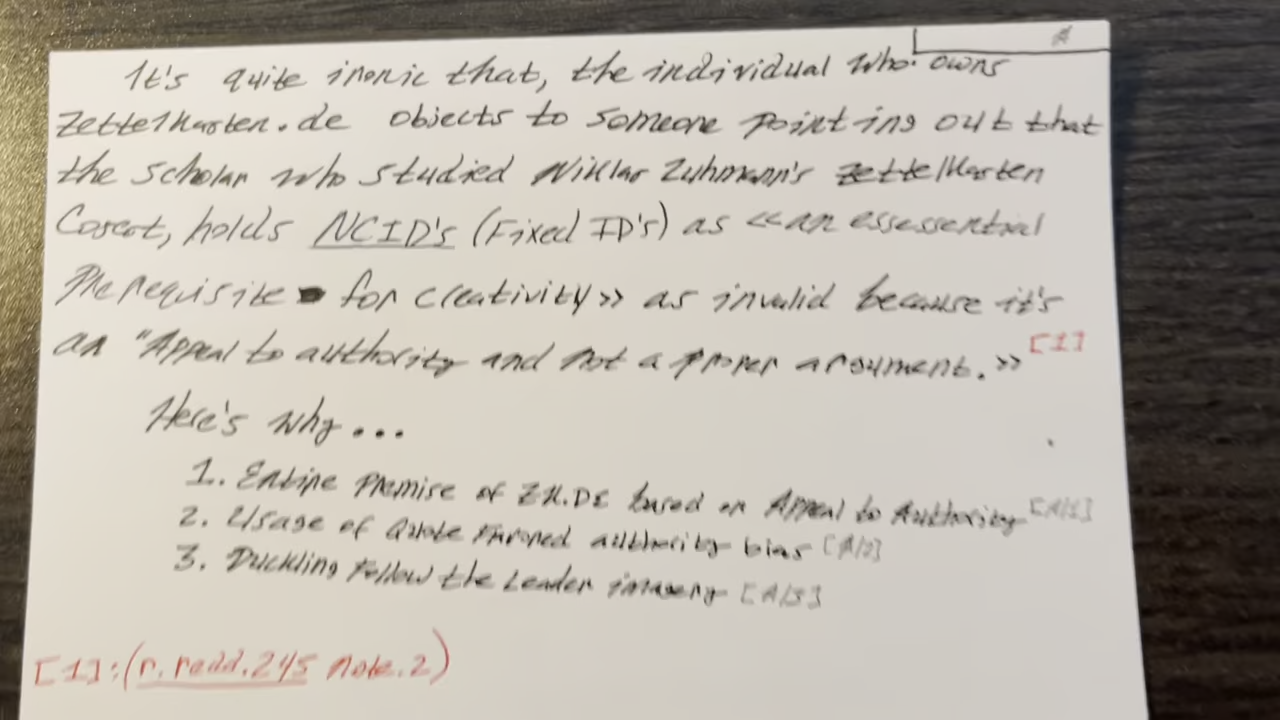 A
It's quite ironic that, the individual who owns
Zettelkasten.de objects to someone pointing out that
the scholar who studied Niklas Luhmann's Zettelkasten
holds NCID's (Fixed ID's) as «an essessential
Prerequisite for creativity» as invalid because it's
an "Appeal to authority and not a proper argument.» [1]
Here's why...
1. Entire Premise of ZK.DE based on Appeal to Authority [A/1]
2. Usage of Quote authority bias [A/2]
3. Duckling Follow the Leader imagery [A/3]
[1]:(r.redd.245 note.2)